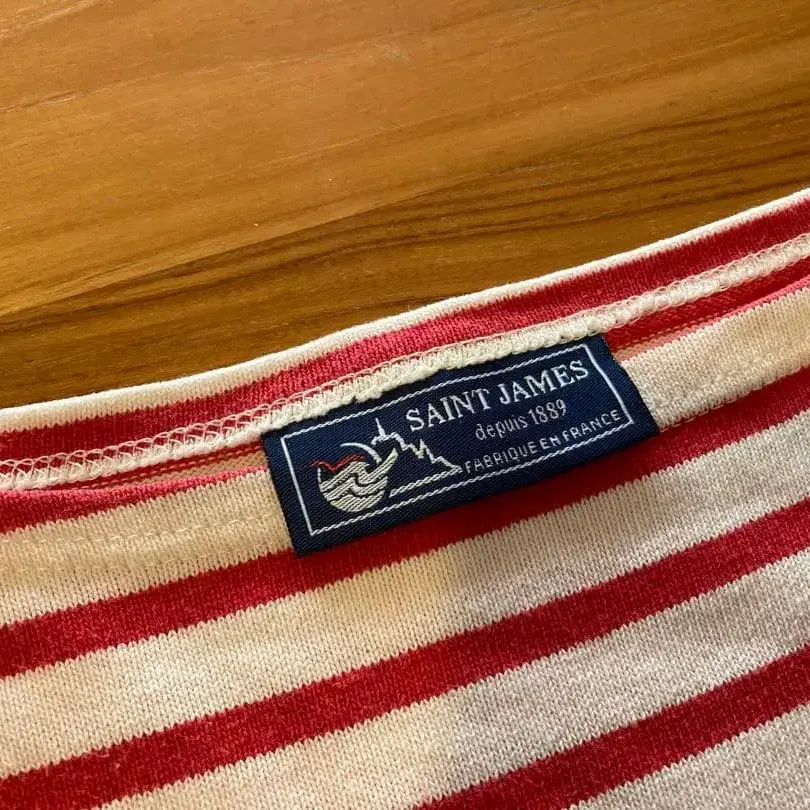 SAINT JAMES
depuis 1889
FABRIQUE EN FRANCE